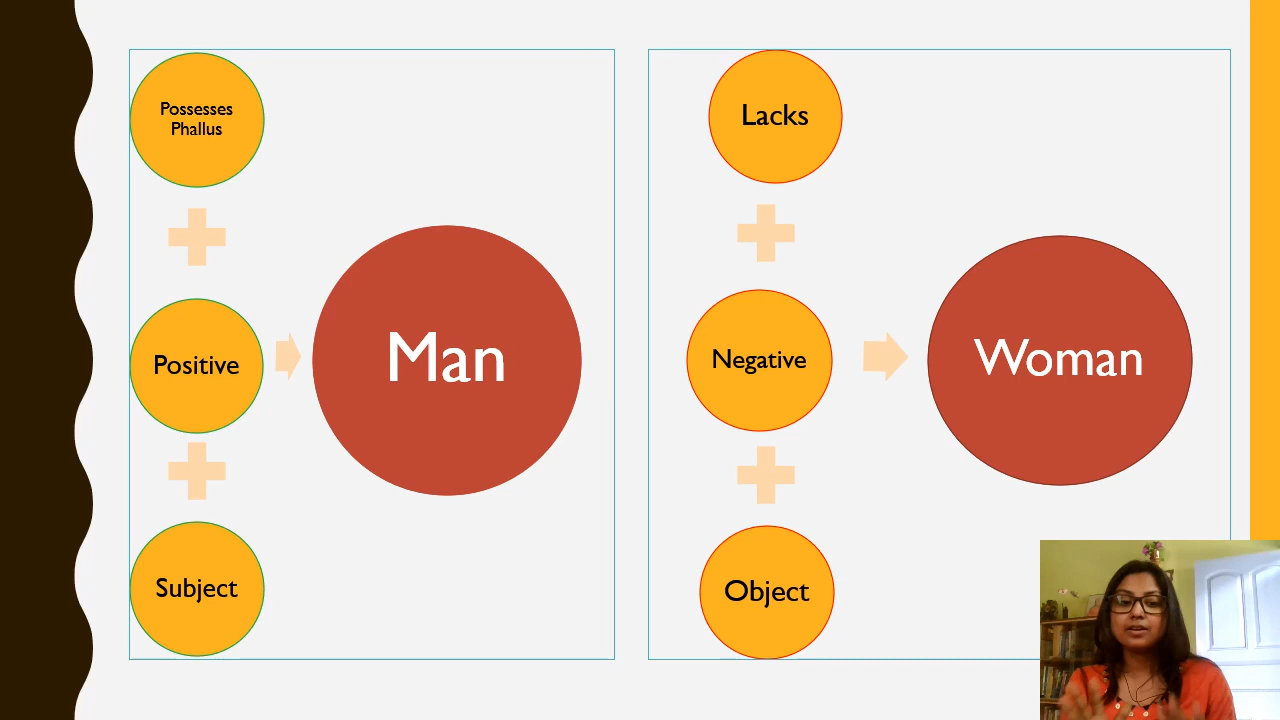 Possesses
Phallus
Positive
Subject
Man
Lacks
Negative
Object
Woman